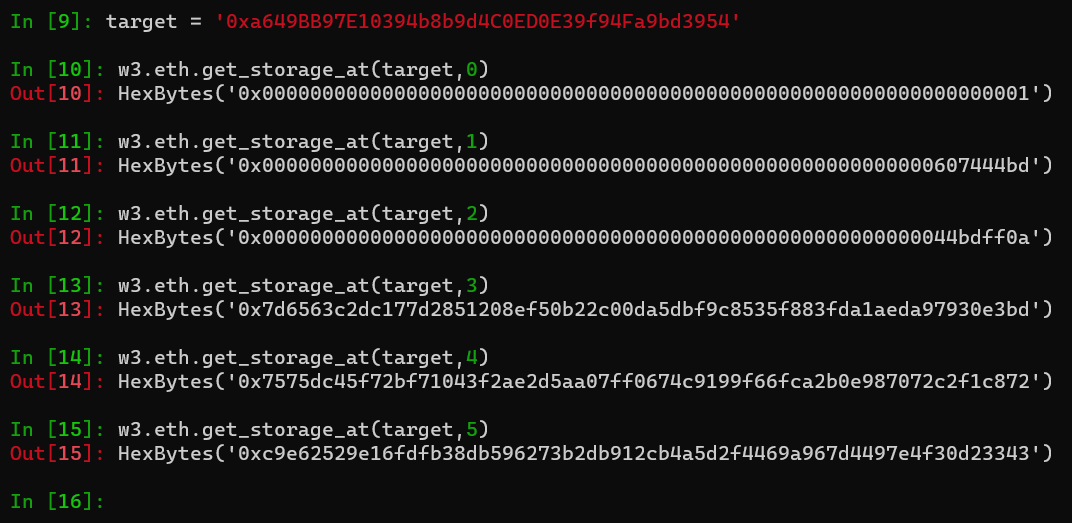 In [9]: target = '0xa649BB97E10394b8b9d4C0ED0E39f94Fa9bd3954'
In [10]: w3.eth.get_storage_at(target,0)
Out[10]: HexBytes('0x0000000000000000000000000000000000000000000000000000000000000001')
In [11]: w3.eth.get_storage_at(target,1)
Out[11]: HexBytes('0x00000000000000000000000000000000000000000000000000000000607444bd')
In [12]: w3.eth.get_storage_at(target,2)
Out[12]: HexBytes('0x0000000000000000000000000000000000000000000000000000000044bdff0a')
In [13]: w3.eth.get_storage_at(target,3)
Out[13]: HexBytes('0x7d6563c2dc177d2851208ef50b22c00da5dbf9c8535f883fda1aeda97930e3bd')
In [14]: w3.eth.get_storage_at(target,4)
Out[14]: HexBytes('0x7575dc45f72bf71043f2ae2d5aa07ff0674c9199f66fca2b0e987072c2f1c872')
In [15]: w3.eth.get_storage_at(target,5)
Out[15]: HexBytes('0xc9e62529e16fdfb38db596273b2db912cb4a5d2f4469a967d4497e4f30d23343')
In [16]: